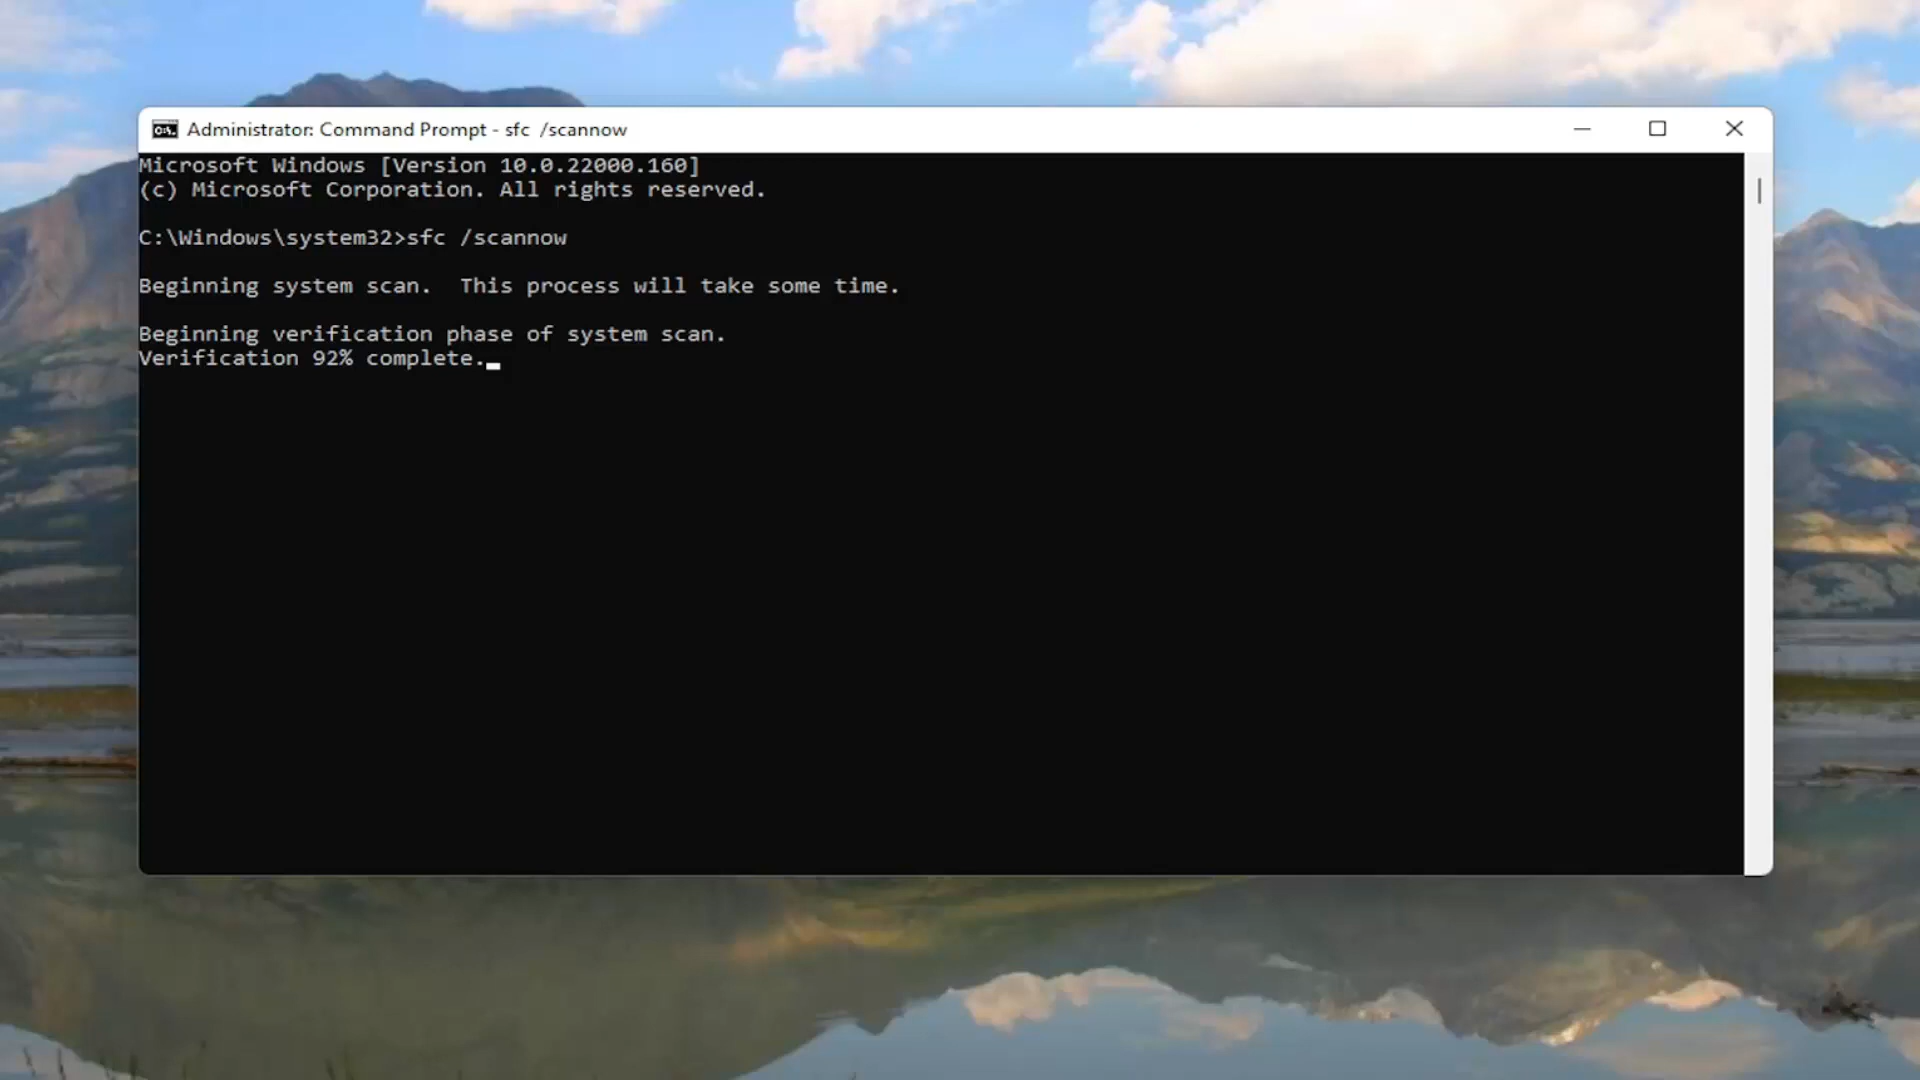 Administrator: Command Prompt - sfc  /scannow
Microsoft Windows [Version 10.0.22000.160]
(c) Microsoft Corporation. All rights reserved.
C:\Windows\system32>sfc /scannow
Beginning system scan.  This process will take some time.
Beginning verification phase of system scan.
Verification 92% complete.